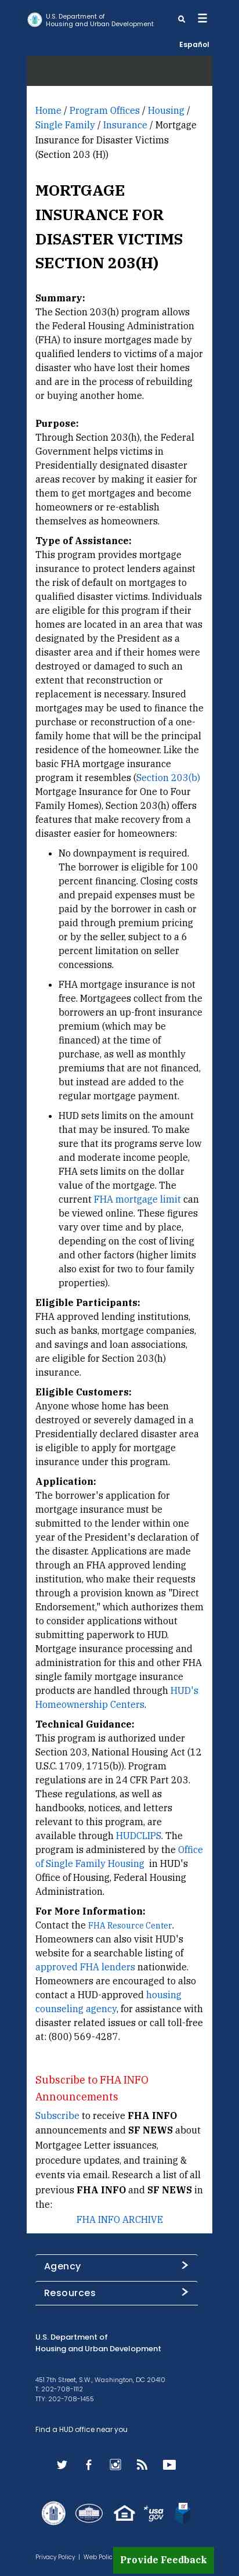 U.S. Department of
Housing and Urban Development
Español
Home / Program Offices / Housing /
Single Family / Insurance / Mortgage
Insurance for Disaster Victims
(Section 203 (H))
MORTGAGE
INSURANCE FOR
DISASTER VICTIMS
SECTION 203(H)
Summary:
The Section 203(h) program allows
the Federal Housing Administration
(FHA) to insure mortgages made by
qualified lenders to victims of a major
disaster who have lost their homes
and are in the process of rebuilding
or buying another home.
Purpose:
Through Section 203(h), the Federal
Government helps victims in
Presidentially designated disaster
areas recover by making it easier for
them to get mortgages and become
homeowners or re-establish
themselves as homeowners.
Type of Assistance:
This program provides mortgage
insurance to protect lenders against
the risk of default on mortgages to
qualified disaster victims. Individuals
are eligible for this program if their
homes are located in an area that was
designated by the President as a
disaster area and if their homes were
destroyed or damaged to such an
extent that reconstruction or
replacement is necessary. Insured
mortgages may be used to finance the
purchase or reconstruction of a one-
family home that will be the principal
residence of the homeowner. Like the
basic FHA mortgage insurance
program it resembles (Section 203(b)
Mortgage Insurance for One to Four
Family Homes), Section 203(h) offers
features that make recovery from a
disaster easier for homeowners:
• No downpayment is required.
The borrower is eligible for 100
percent financing. Closing costs
and prepaid expenses must be
paid by the borrower in cash or
paid through premium pricing
or by the seller, subject to a 6
percent limitation on seller
concessions.
• FHA mortgage insurance is not
free. Mortgagees collect from the
borrowers an up-front insurance
premium (which may be
financed) at the time of
purchase, as well as monthly
premiums that are not financed,
but instead are added to the
regular mortgage payment.
• HUD sets limits on the amount
that may be insured. To make
sure that its programs serve low
and moderate income people,
FHA sets limits on the dollar
value of the mortgage. The
current FHA mortgage limit can
be viewed online. These figures
vary over time and by place,
depending on the cost of living
and other factors (higher limits
also exist for two to four family
properties).
Eligible Participants:
FHA approved lending institutions,
such as banks, mortgage companies,
and savings and loan associations,
are eligible for Section 203(h)
insurance.
Eligible Customers:
Anyone whose home has been
destroyed or severely damaged in a
Presidentially declared disaster area
is eligible to apply for mortgage
insurance under this program.
Application:
The borrower's application for
mortgage insurance must be
submitted to the lender within one
year of the President's declaration of
the disaster. Applications are made
through an FHA approved lending
institution, who make their requests
through a provision known as "Direct
Endorsement," which authorizes them
to consider applications without
submitting paperwork to HUD.
Mortgage insurance processing and
administration for this and other FHA
single family mortgage insurance
products are handled through HUD's
Homeownership Centers.
Technical Guidance:
This program is authorized under
Section 203, National Housing Act (12
U.S.C. 1709, 1715(b)). Program
regulations are in 24 CFR Part 203.
These regulations, as well as
handbooks, notices, and letters
relevant to this program, are
available through HUDCLIPS. The
program is administered by the Office
of Single Family Housing in HUD's
Office of Housing, Federal Housing
Administration.
For More Information:
Contact the FHA Resource Center.
Homeowners can also visit HUD's
website for a searchable listing of
approved FHA lenders nationwide.
Homeowners are encouraged to also
contact a HUD-approved housing
counseling agency, for assistance with
disaster related issues or call toll-free
at: (800) 569-4287.
Subscribe to FHA INFO
Announcements
Subscribe to receive FHA INFO
announcements and SF NEWS about
Mortgagee Letter issuances,
procedure updates, and training &
events via email. Research a list of all
previous FHA INFO and SF NEWS in
the:
FHA INFO ARCHIVE
Agency
Resources
U.S. Department of
Housing and Urban Development
451 7th Street, S.W., Washington, DC 20410
T: 202-708-1112
TTY: 202-708-1455
Find a HUD office near you
usa
gov
Privacy Policy | Web Polic
Provide Feedback